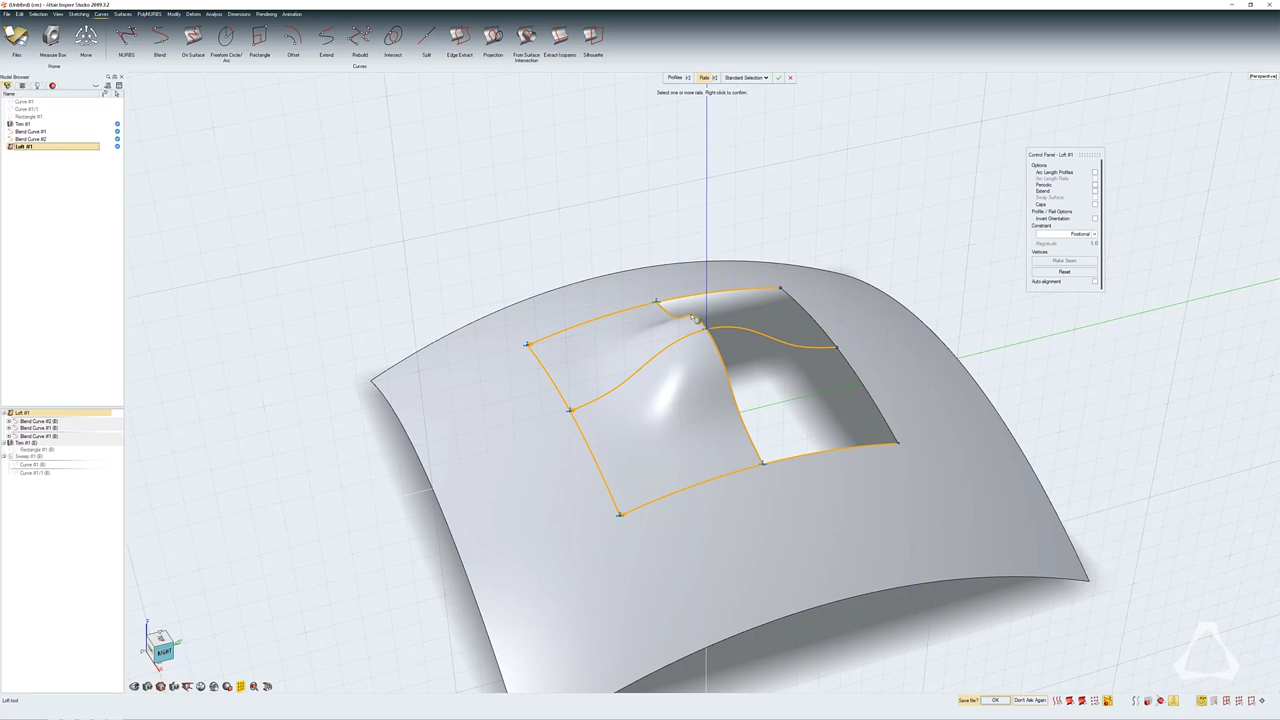 (Untitled) (cm) - Altair Inspire Studio 2019.3.2
File Edit Selection View Sketching Curves Surfaces PolyNURBS Modify Deform Analysis Dimensions Rendering Animation
Files Measure Box Move NURBS Blend On Surface Freeform Circle/ Arc Rectangle Offset Extend Rebuild Intersect Split Edge Extract Projection From Surface Intersection Extract Isoparms Silhouette
Home Curves
Model Browser
Name
Curve #1
Curve #1/1
Rectangle #1
Trim #1
Blend Curve #1
Blend Curve #2
Loft #1
Profiles Rails Standard Selection
Select one or more rails. Right-click to confirm.
[Perspective]
Control Panel - Loft #1
Options
Arc Length Profiles
Arc Length Rails
Periodic
Extend
Swap Surface
Caps
Profile / Rail Options
Invert Orientation
Constraint
Positional
Magnitude 1.0
Vertices
Make Seam
Reset
Auto-alignment
Loft #1
Blend Curve #2 (B)
Blend Curve #1 (B)
Blend Curve #1 (B)
Trim #1 (E)
Rectangle #1 (B)
Sweep #1 (B)
Curve #1 (B)
Curve #1/1 (B)
RIGHT
Loft tool
Save file? OK Don't Ask Again